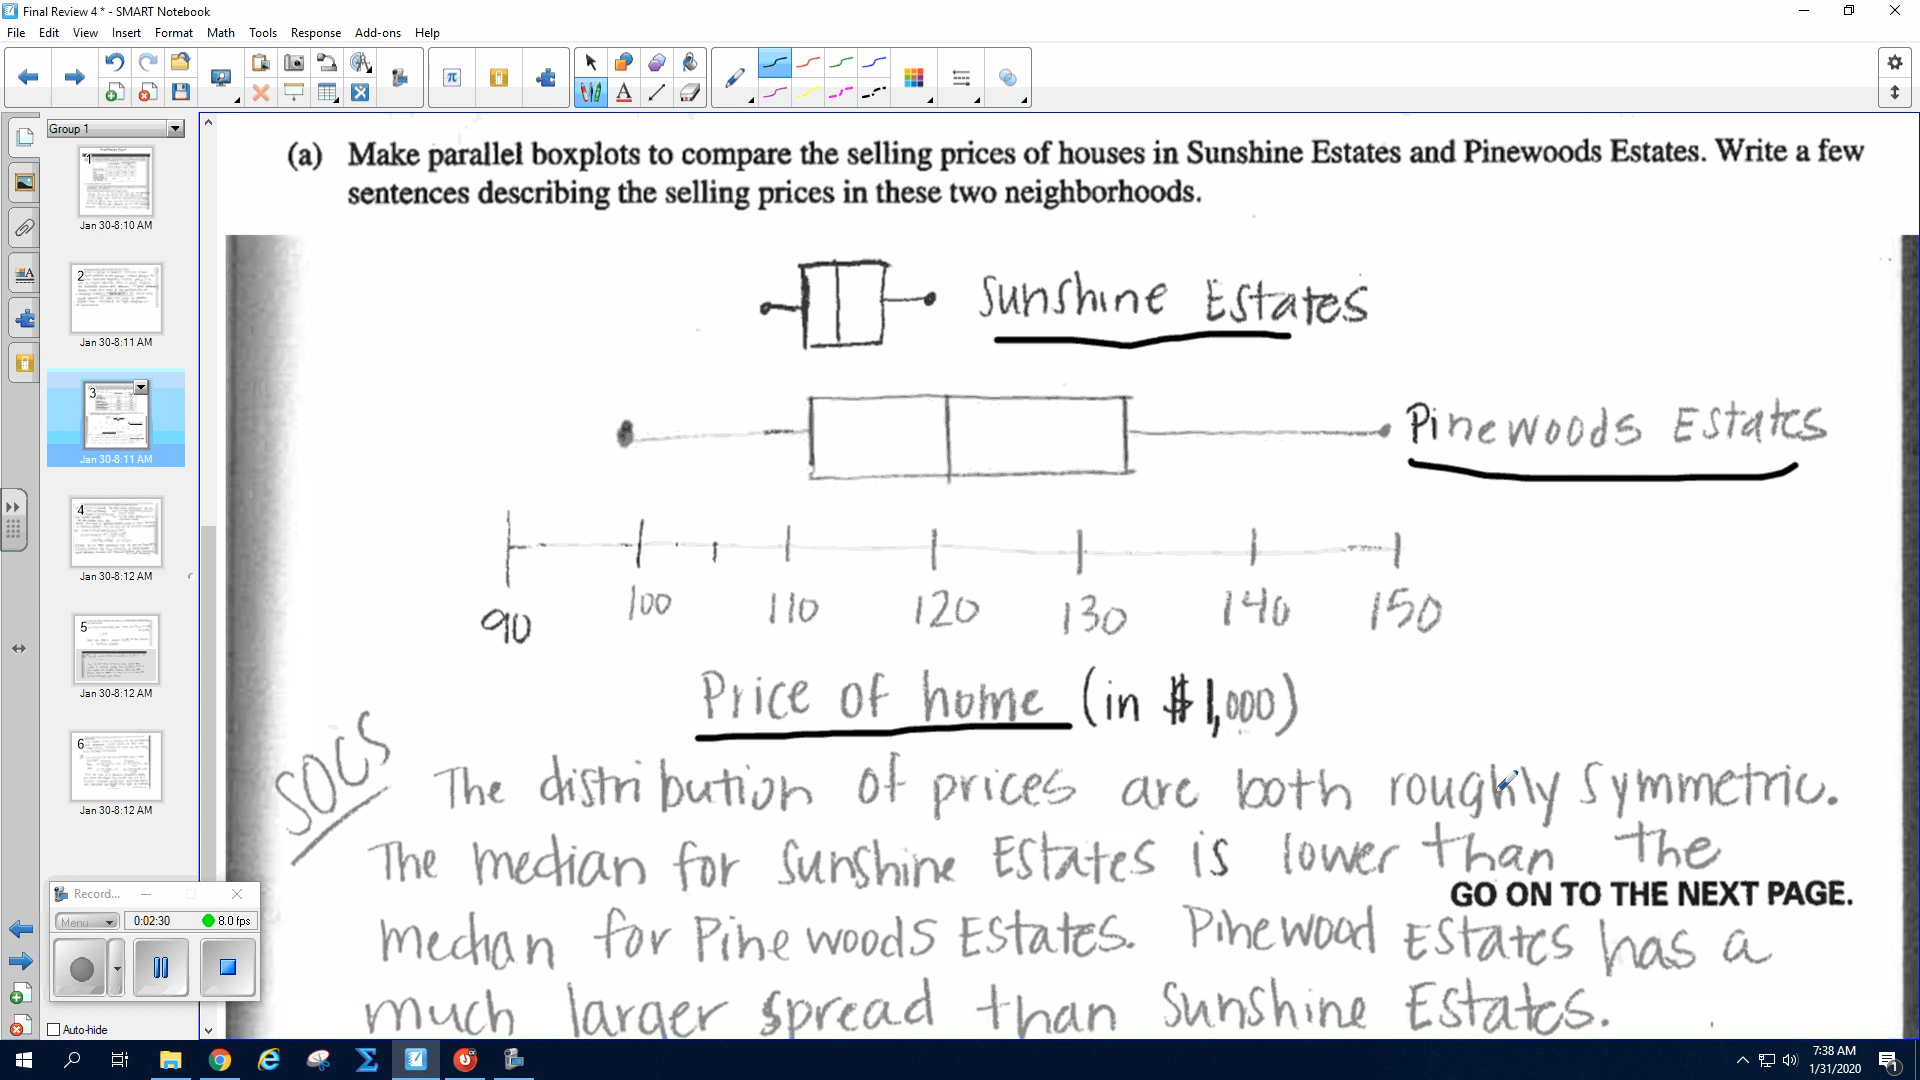 Final Review 4 * - SMART Notebook
File Edit View Insert Format Math Tools Response Add-ons Help
Group 1
1
Jan 30-8:10 AM
2
Jan 30-8:11 AM
3
Jan 30-8:11 AM
4
Jan 30-8:12 AM
5
Jan 30-8:12 AM
6
Jan 30-8:12 AM
(a) Make parallel boxplots to compare the selling prices of houses in Sunshine Estates and Pinewoods Estates. Write a few
sentences describing the selling prices in these two neighborhoods.
Sunshine Estates
Pinewoods Estates
90 100 110 120 130 140 150
Price of home (in $1,000)
SOCS
The distribution of prices are both roughly symmetric.
The median for Sunshine Estates is lower than the
GO ON TO THE NEXT PAGE.
median for Pinewoods Estates. Pinewood Estates has a
much larger spread than Sunshine Estates.
Record...
Menu 0:02:30 8.0 fps
Auto-hide
7:38 AM
1/31/2020
1